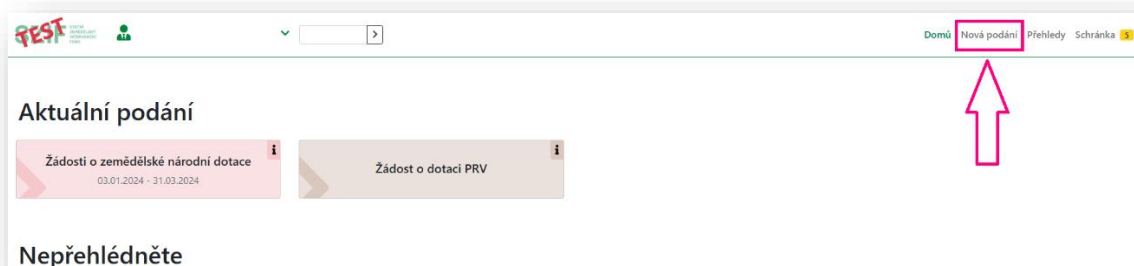 TEST
Domů Nová podání Přehledy Schránka 5
Aktuální podání
Žádosti o zemědělské národní dotace
03.01.2024 - 31.03.2024
Žádost o dotaci PRV
Nepřehlédněte